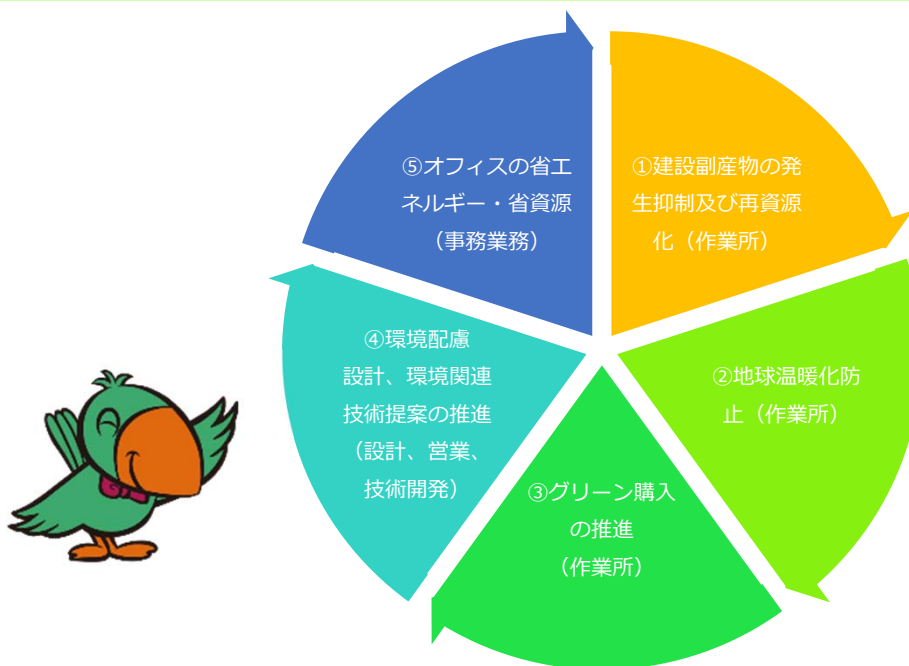 ①建設副産物の発
生抑制及び再資源
化（作業所）
②地球温暖化防
止（作業所）
③グリーン購入
の推進
（作業所）
④環境配慮
設計、環境関連
技術提案の推進
（設計、営業、
技術開発）
⑤オフィスの省エ
ネルギー・省資源
（事務業務）